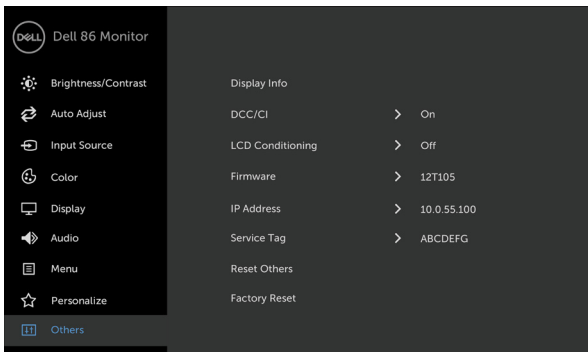 DELL Dell 86 Monitor
Brightness/Contrast
Auto Adjust
Input Source
Color
Display
Audio
Menu
Personalize
Others
Display Info
DCC/CI > On
LCD Conditioning > Off
Firmware > 12T105
IP Address > 10.0.55.100
Service Tag > ABCDEFG
Reset Others
Factory Reset